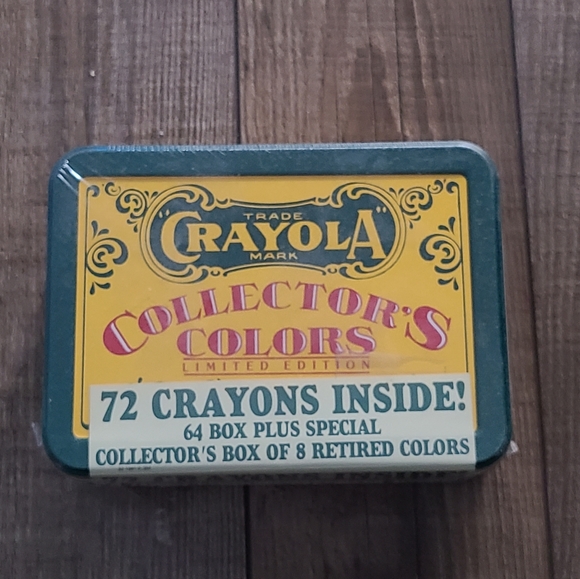 TRADE
"CRAYOLA"
MARK
COLLECTOR'S
COLORS
LIMITED EDITION
72 CRAYONS INSIDE!
64 BOX PLUS SPECIAL
COLLECTOR'S BOX OF 8 RETIRED COLORS